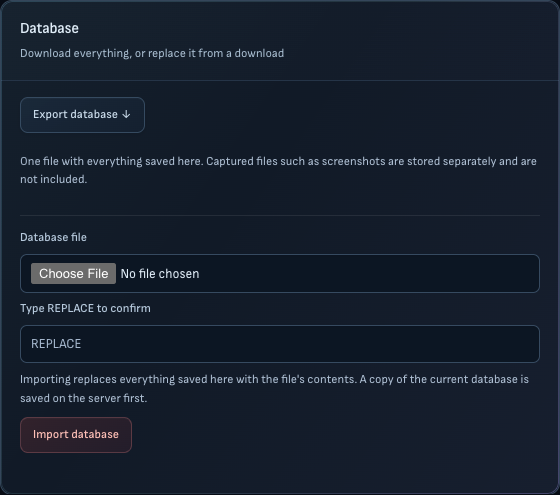 Database
Download everything, or replace it from a download
Export database ↓
One file with everything saved here. Captured files such as screenshots are stored separately and are
not included.
Database file
Choose File No file chosen
Type REPLACE to confirm
REPLACE
Importing replaces everything saved here with the file's contents. A copy of the current database is
saved on the server first.
Import database